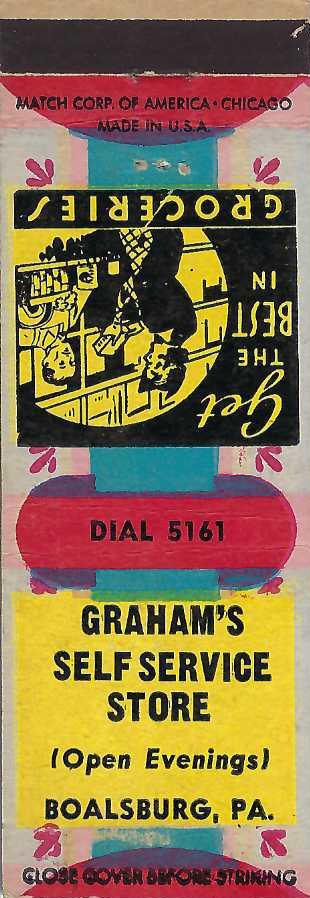 MATCH CORP. OF AMERICA • CHICAGO
MADE IN U.S.A.
Get
THE
BEST
IN
GROCERIES
DIAL 5161
GRAHAM'S
SELF SERVICE
STORE
(Open Evenings)
BOALSBURG, PA.
CLOSE COVER BEFORE STRIKING